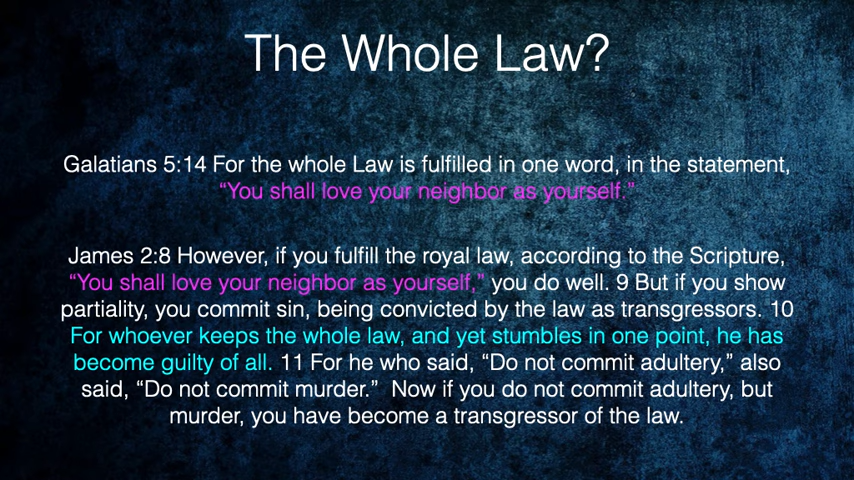 The Whole Law?
Galatians 5:14 For the whole Law is fulfilled in one word, in the statement,
“You shall love your neighbor as yourself.”
James 2:8 However, if you fulfill the royal law, according to the Scripture,
“You shall love your neighbor as yourself,” you do well. 9 But if you show
partiality, you commit sin, being convicted by the law as transgressors. 10
For whoever keeps the whole law, and yet stumbles in one point, he has
become guilty of all. 11 For he who said, “Do not commit adultery,” also
said, “Do not commit murder.”  Now if you do not commit adultery, but
murder, you have become a transgressor of the law.